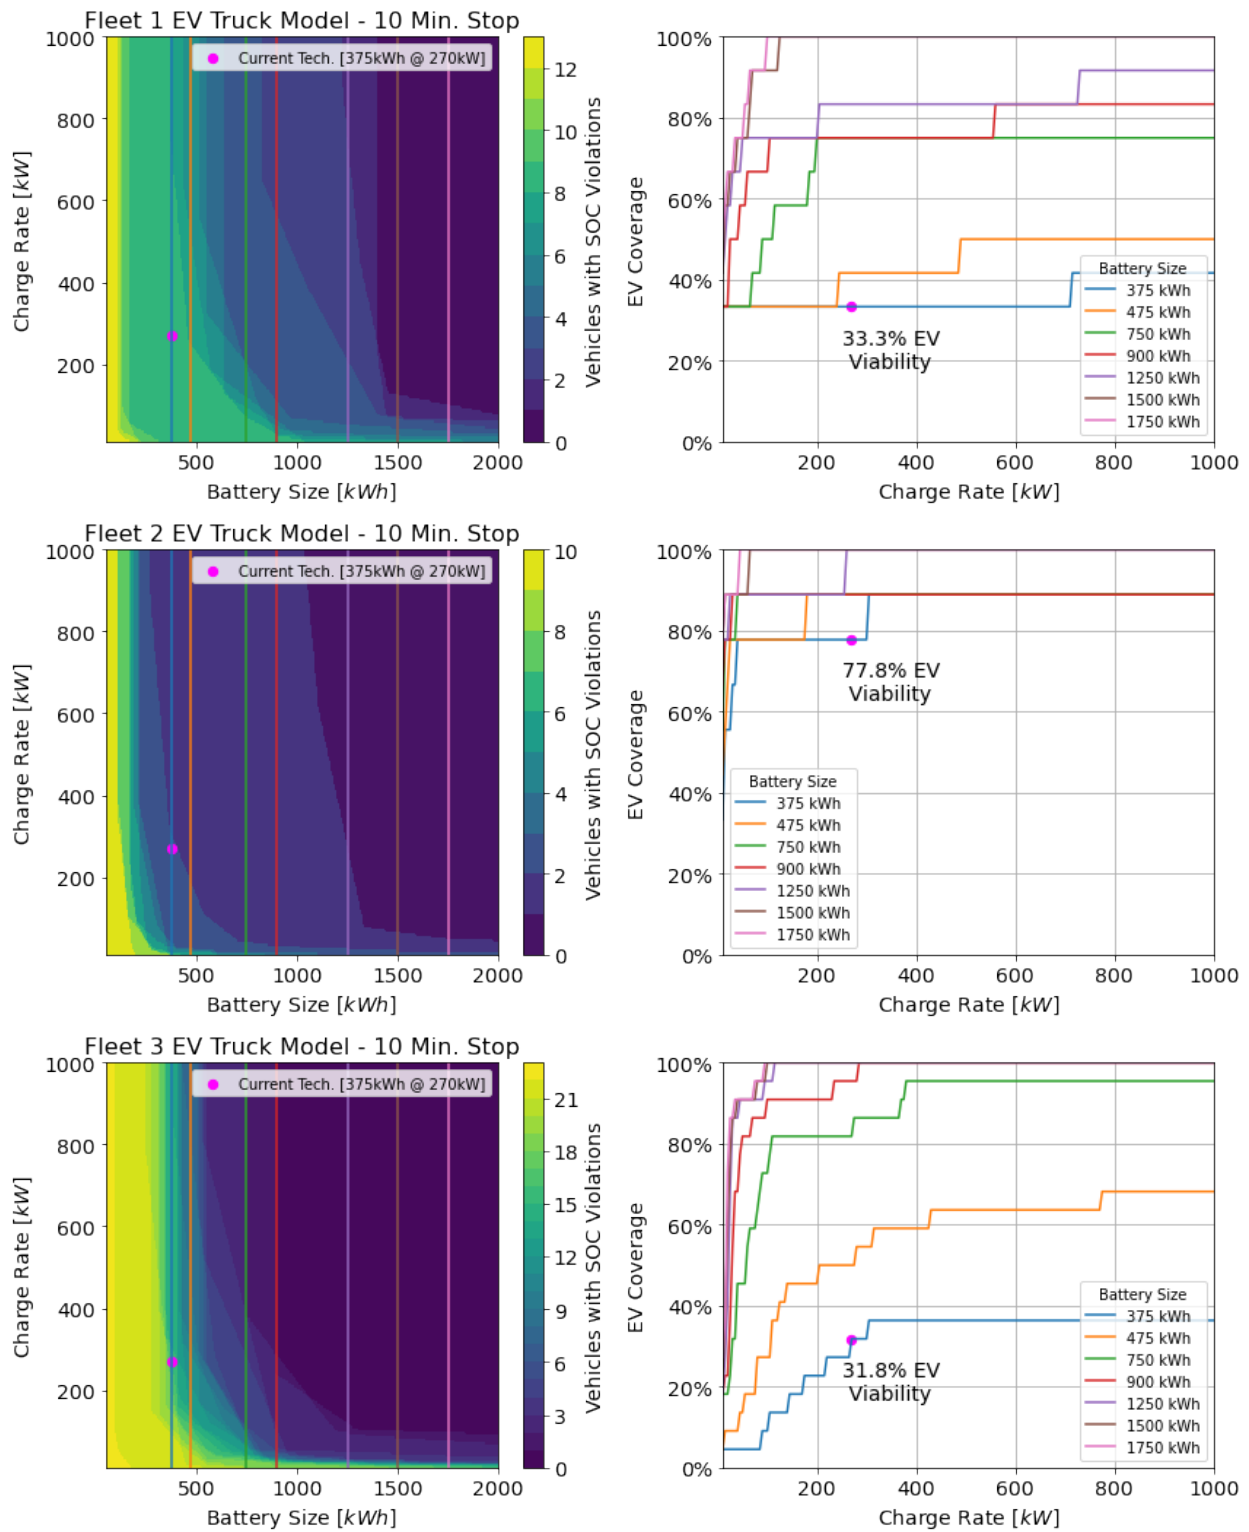 Fleet 1 EV Truck Model - 10 Min. Stop
Current Tech. [375kWh @ 270kW]
1000
800
600
400
200
Charge Rate [kW]
500
1000
1500
2000
Battery Size [kWh]
12
10
8
6
4
2
0
Vehicles with SOC Violations
100%
80%
60%
40%
20%
0%
EV Coverage
33.3% EV
Viability
Battery Size
375 kWh
475 kWh
750 kWh
900 kWh
1250 kWh
1500 kWh
1750 kWh
200
400
600
800
1000
Charge Rate [kW]
Fleet 2 EV Truck Model - 10 Min. Stop
Current Tech. [375kWh @ 270kW]
1000
800
600
400
200
Charge Rate [kW]
500
1000
1500
2000
Battery Size [kWh]
10
8
6
4
2
0
Vehicles with SOC Violations
100%
80%
60%
40%
20%
0%
EV Coverage
77.8% EV
Viability
Battery Size
375 kWh
475 kWh
750 kWh
900 kWh
1250 kWh
1500 kWh
1750 kWh
200
400
600
800
1000
Charge Rate [kW]
Fleet 3 EV Truck Model - 10 Min. Stop
Current Tech. [375kWh @ 270kW]
1000
800
600
400
200
Charge Rate [kW]
500
1000
1500
2000
Battery Size [kWh]
21
18
15
12
9
6
3
0
Vehicles with SOC Violations
100%
80%
60%
40%
20%
0%
EV Coverage
31.8% EV
Viability
Battery Size
375 kWh
475 kWh
750 kWh
900 kWh
1250 kWh
1500 kWh
1750 kWh
200
400
600
800
1000
Charge Rate [kW]